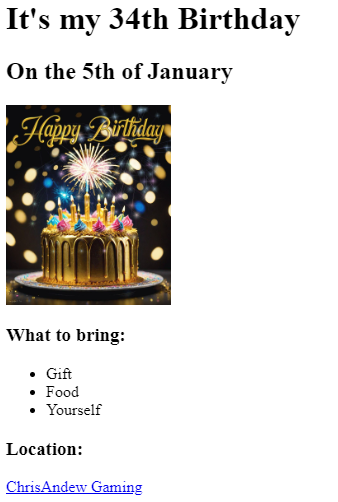 It's my 34th Birthday
On the 5th of January
Happy Birthday
What to bring:
Gift
Food
Yourself
Location:
ChrisAndew Gaming